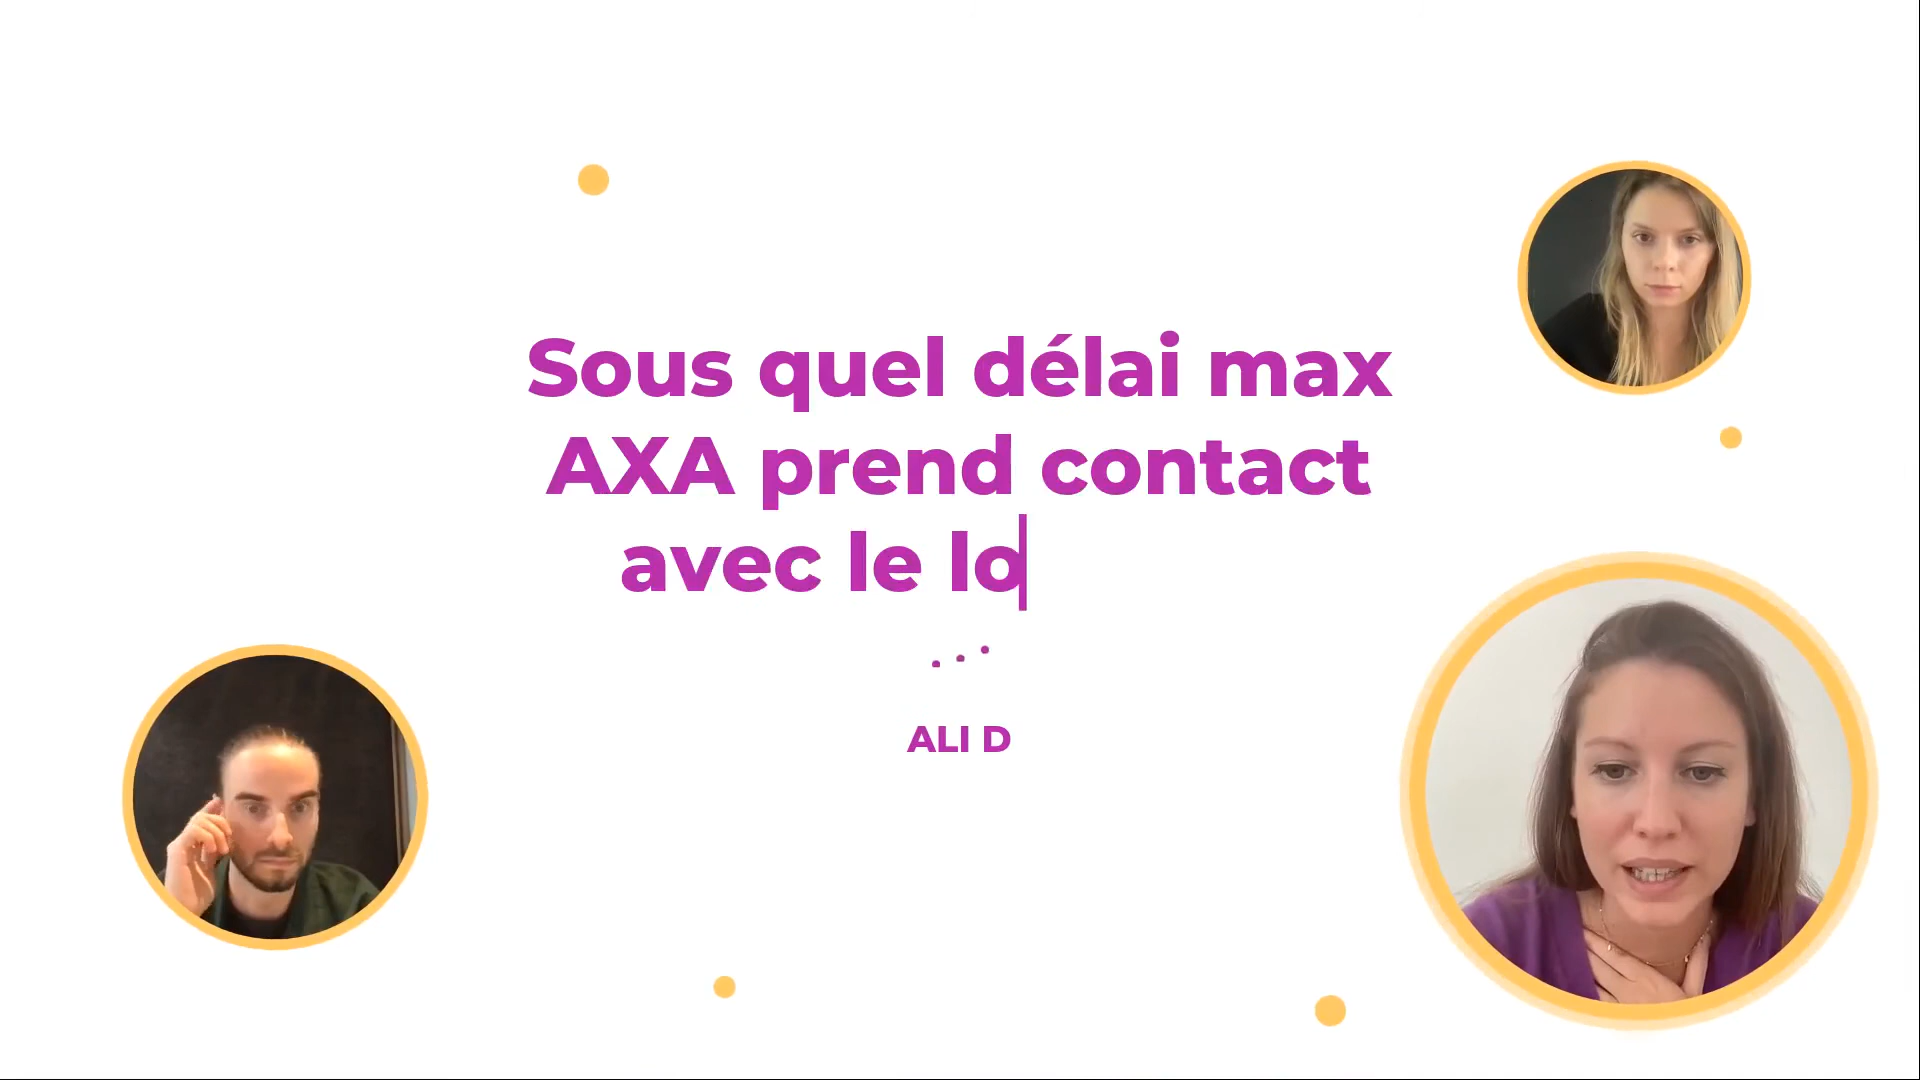 Sous quel délai max
AXA prend contact
avec le lo
...
ALI D